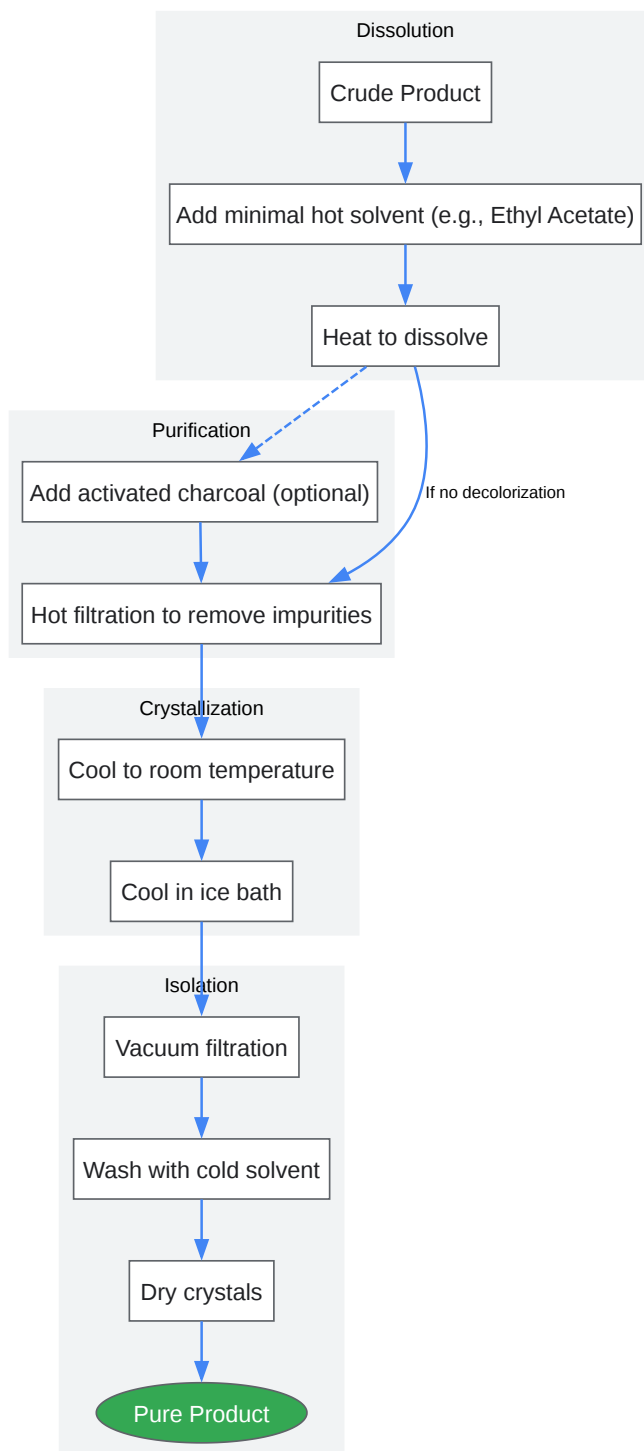 Dissolution
Crude Product
Add minimal hot solvent (e.g., Ethyl Acetate)
Heat to dissolve
Purification
Add activated charcoal (optional)
If no decolorization
Hot filtration to remove impurities
Crystallization
Cool to room temperature
Cool in ice bath
Isolation
Vacuum filtration
Wash with cold solvent
Dry crystals
Pure Product